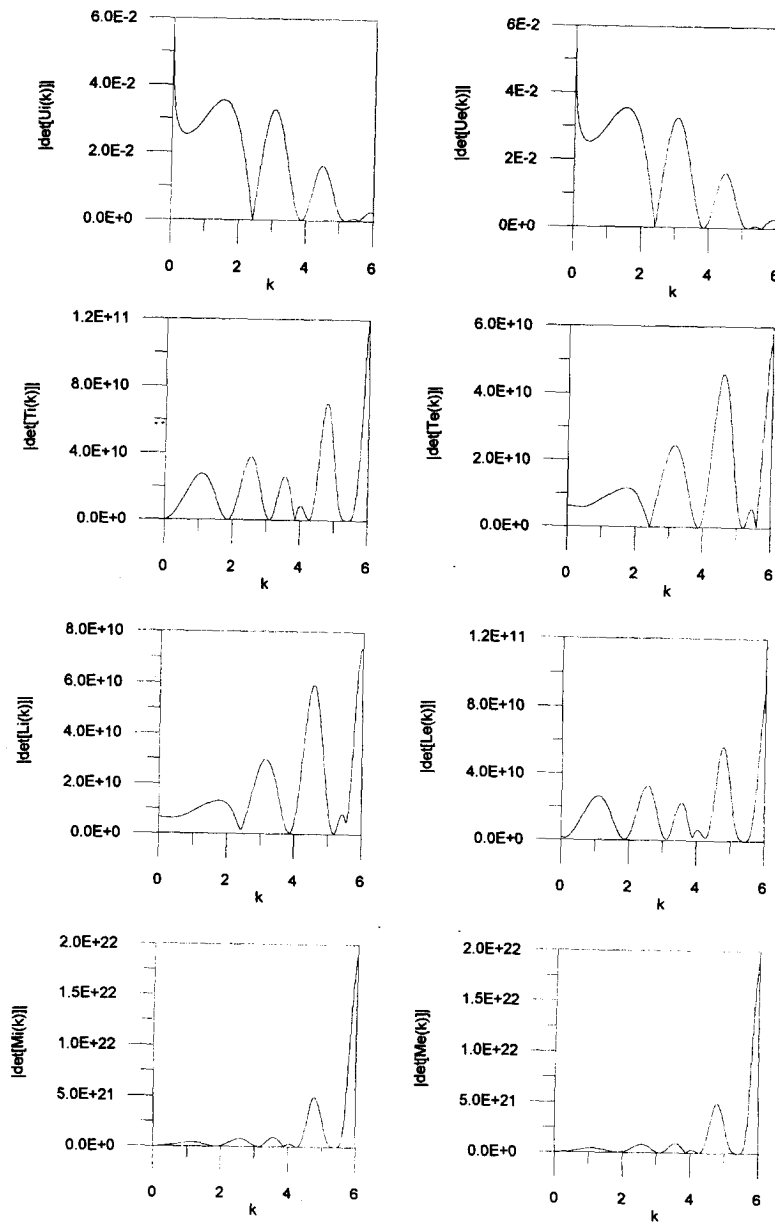 |det[Ui(k)]|
6.0E-2
4.0E-2
2.0E-2
0.0E+0
0 2 4 6
k
|det[Ue(k)]|
6E-2
4E-2
2E-2
0E+0
0 2 4 6
k
|det[Ti(k)]|
1.2E+11
8.0E+10
4.0E+10
0.0E+0
0 2 4 6
k
|det[Te(k)]|
6.0E+10
4.0E+10
2.0E+10
0.0E+0
0 2 4 6
k
|det[Li(k)]|
8.0E+10
6.0E+10
4.0E+10
2.0E+10
0.0E+0
0 2 4 6
k
|det[Le(k)]|
1.2E+11
8.0E+10
4.0E+10
0.0E+0
0 2 4 6
k
|det[Mi(k)]|
2.0E+22
1.5E+22
1.0E+22
5.0E+21
0.0E+0
0 2 4 6
k
|det[Me(k)]|
2.0E+22
1.5E+22
1.0E+22
5.0E+21
0.0E+0
0 2 4 6
k